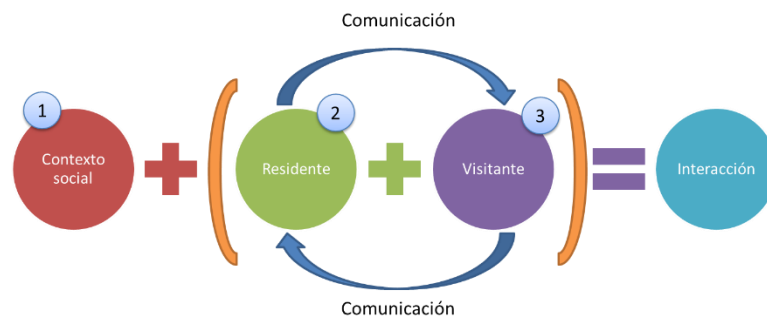 Comunicación
1
2
3
Contexto
social
Residente
Visitante
Interacción
Comunicación